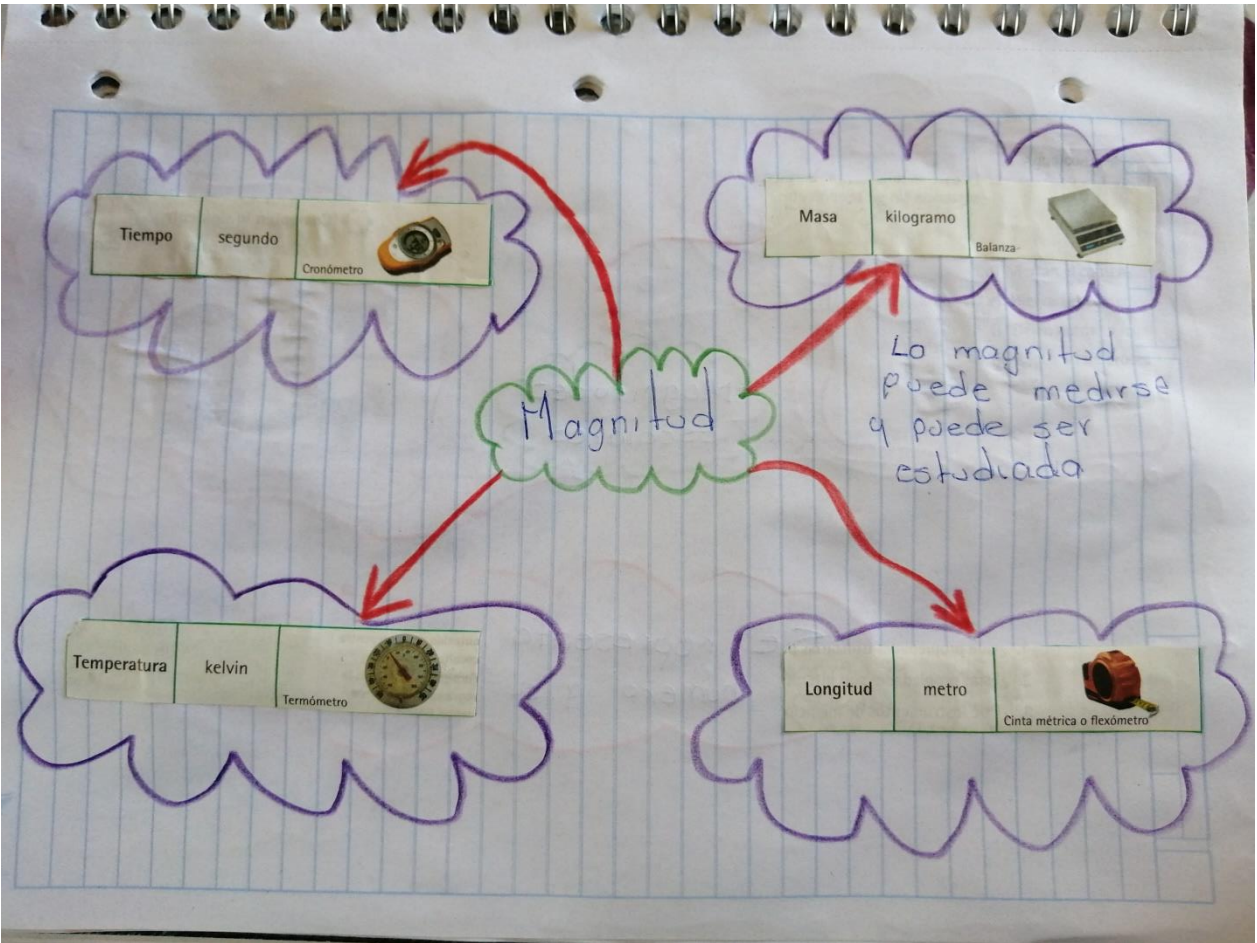 Tiempo segundo Cronómetro
Masa kilogramo Balanza
Magnitud
Lo magnitud
puede medirse
y puede ser
estudiada
Temperatura kelvin Termómetro
Longitud metro Cinta métrica o flexómetro